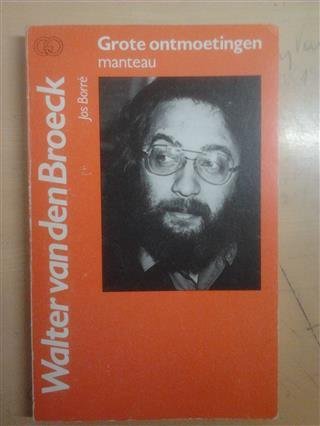 Grote ontmoetingen
manteau
Walter van den Broeck
Jos Borré